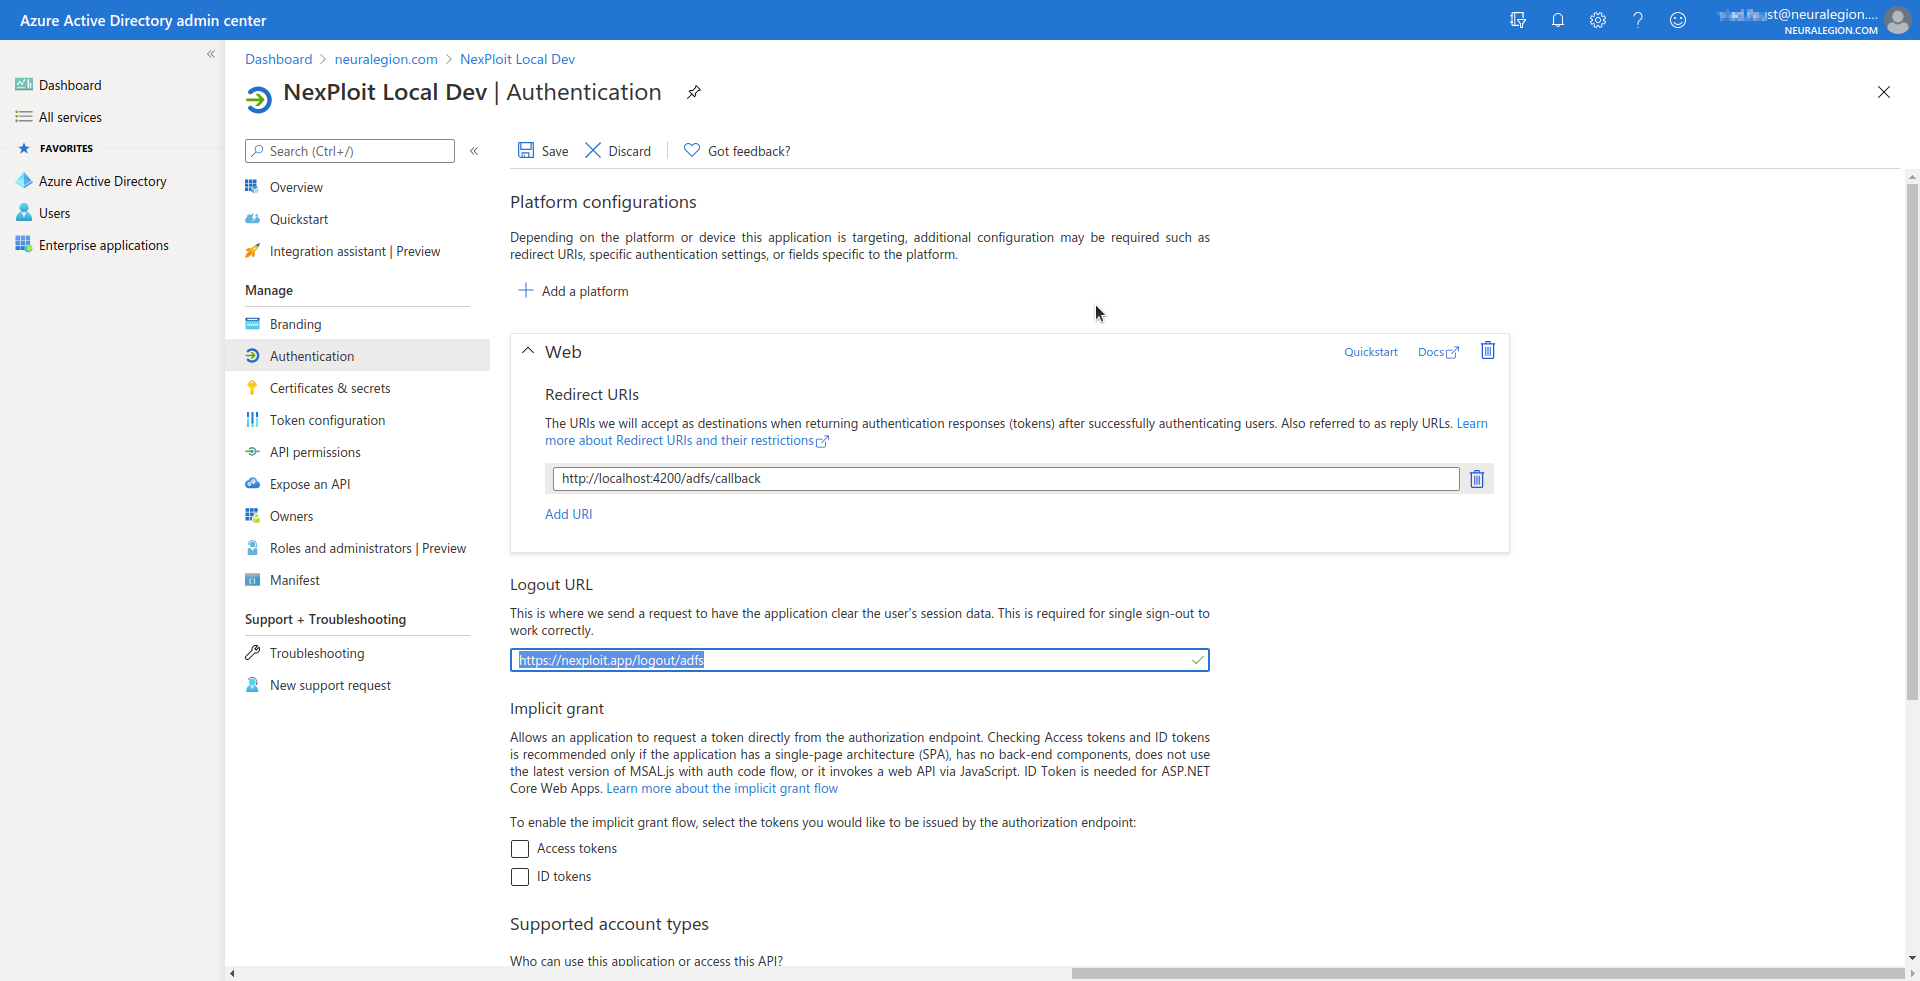 Azure Active Directory admin center
st@neuralegion....
NEURALEGION.COM
Dashboard
All services
FAVORITES
Azure Active Directory
Users
Enterprise applications
Dashboard > neuralegion.com > NexPloit Local Dev
NexPloit Local Dev | Authentication
Search (Ctrl+/)
Overview
Quickstart
Integration assistant | Preview
Manage
Branding
Authentication
Certificates & secrets
Token configuration
API permissions
Expose an API
Owners
Roles and administrators | Preview
Manifest
Support + Troubleshooting
Troubleshooting
New support request
Save Discard Got feedback?
Platform configurations
Depending on the platform or device this application is targeting, additional configuration may be required such as
redirect URIs, specific authentication settings, or fields specific to the platform.
Add a platform
Web
Quickstart Docs
Redirect URIs
The URIs we will accept as destinations when returning authentication responses (tokens) after successfully authenticating users. Also referred to as reply URLs. Learn
more about Redirect URIs and their restrictions
http://localhost:4200/adfs/callback
Add URI
Logout URL
This is where we send a request to have the application clear the user's session data. This is required for single sign-out to
work correctly.
https://nexploit.app/logout/adfs
Implicit grant
Allows an application to request a token directly from the authorization endpoint. Checking Access tokens and ID tokens
is recommended only if the application has a single-page architecture (SPA), has no back-end components, does not use
the latest version of MSAL.js with auth code flow, or it invokes a web API via JavaScript. ID Token is needed for ASP.NET
Core Web Apps. Learn more about the implicit grant flow
To enable the implicit grant flow, select the tokens you would like to be issued by the authorization endpoint:
Access tokens
ID tokens
Supported account types
Who can use this application or access this API?